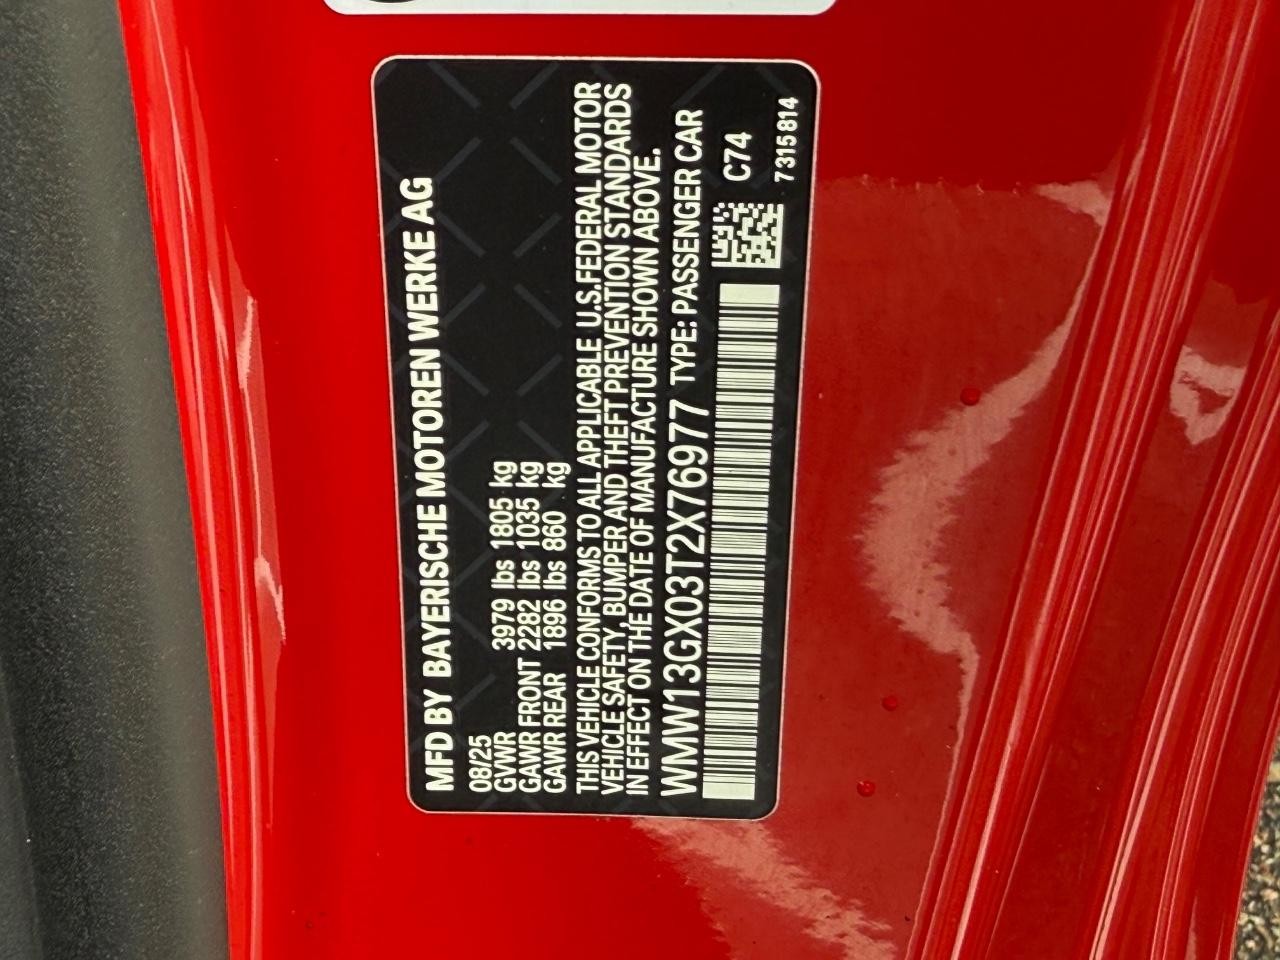 MFD BY BAYERISCHE MOTOREN WERKE AG
08/25
GVWR 3979 lbs 1805 kg
GAWR FRONT 2282 lbs 1035 kg
GAWR REAR 1896 lbs 860 kg
THIS VEHICLE CONFORMS TO ALL APPLICABLE U.S.FEDERAL MOTOR
VEHICLE SAFETY, BUMPER AND THEFT PREVENTION STANDARDS
IN EFFECT ON THE DATE OF MANUFACTURE SHOWN ABOVE.
WMW13GX03T2X76977 TYPE: PASSENGER CAR
C74
7315814